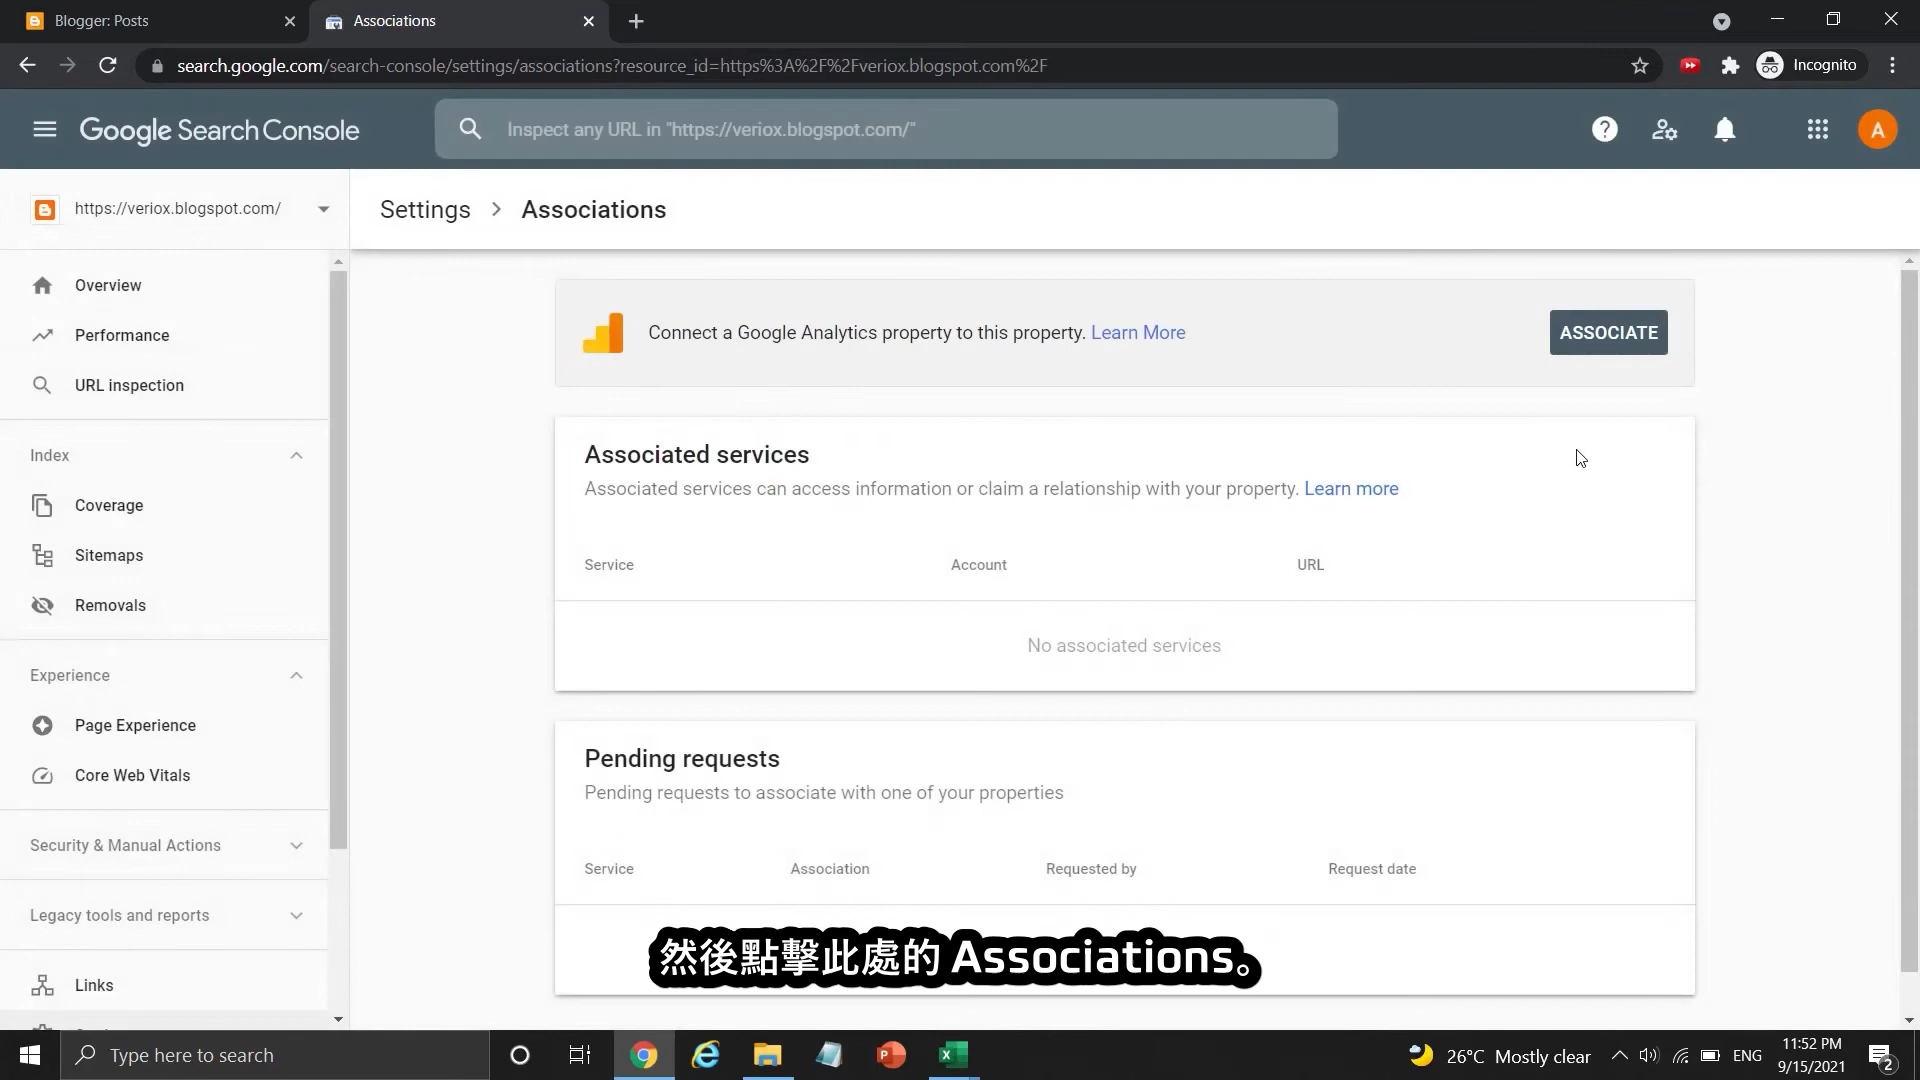 Blogger: Posts
Associations
search.google.com/search-console/settings/associations?resource_id=https%3A%2F%2Fveriox.blogspot.com%2F
Incognito
Google Search Console
Inspect any URL in "https://veriox.blogspot.com/"
A
https://veriox.blogspot.com/
Settings > Associations
Overview
Performance
URL inspection
Index
Coverage
Sitemaps
Removals
Experience
Page Experience
Core Web Vitals
Security & Manual Actions
Legacy tools and reports
Links
Connect a Google Analytics property to this property. Learn More
ASSOCIATE
Associated services
Associated services can access information or claim a relationship with your property. Learn more
Service Account URL
No associated services
Pending requests
Pending requests to associate with one of your properties
Service Association Requested by Request date
然後點擊此處的 Associations。
Type here to search
26°C Mostly clear
ENG
11:52 PM
9/15/2021
2